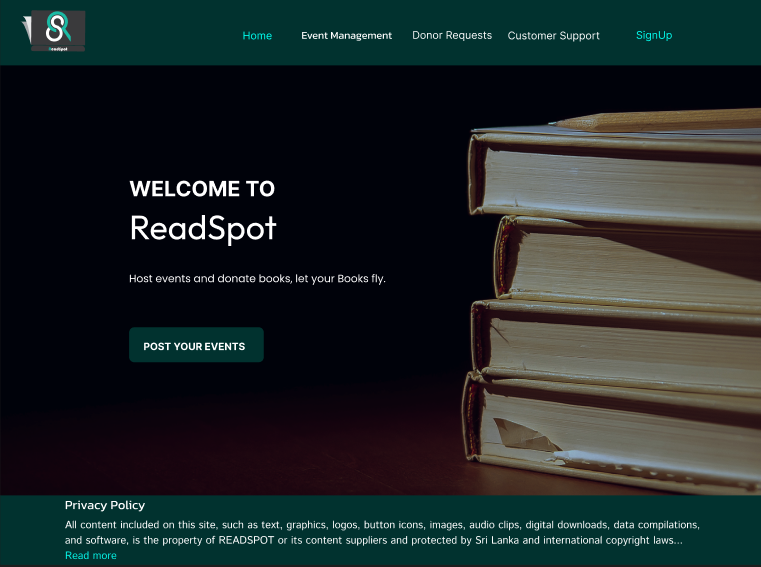 ReadSpot
Home Event Management Donor Requests Customer Support SignUp
WELCOME TO
ReadSpot
Host events and donate books, let your Books fly.
POST YOUR EVENTS
Privacy Policy
All content included on this site, such as text, graphics, logos, button icons, images, audio clips, digital downloads, data compilations,
and software, is the property of READSPOT or its content suppliers and protected by Sri Lanka and international copyright laws...
Read more